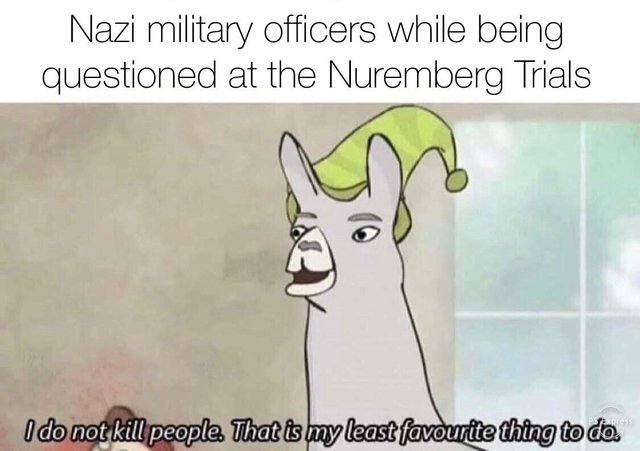 Nazi military officers while being
questioned at the Nuremberg Trials
I do not kill people. That is my least favourite thing to do.